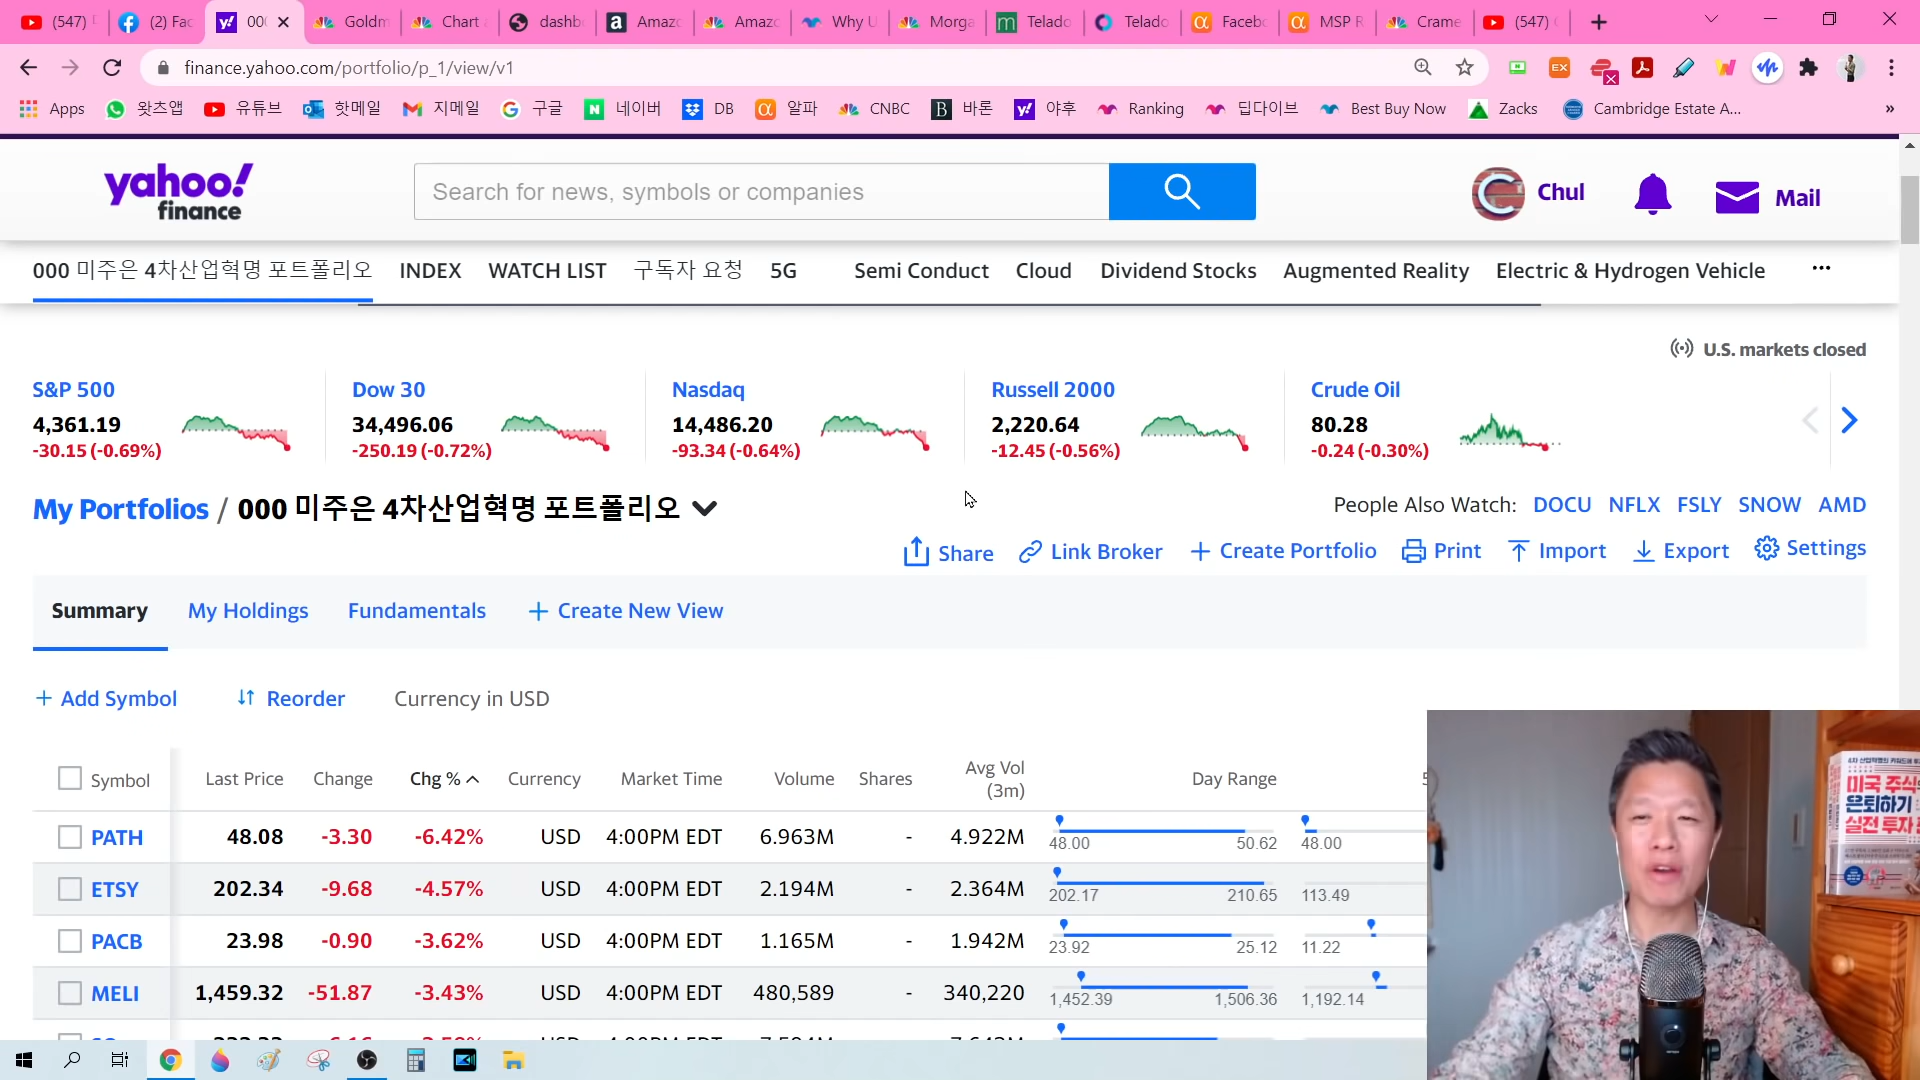 (547)
(2) Fac
000
Goldm
Chart
dashb
Amazo
Amazo
Why U
Morga
Telado
Telado
Facebo
MSP R
Crame
(547)
finance.yahoo.com/portfolio/p_1/view/v1
Apps 왓츠앱 유튜브 핫메일 지메일 구글 네이버 DB 알파 CNBC 바론 야후 Ranking 딥다이브 Best Buy Now Zacks Cambridge Estate A...
yahoo!
finance
Search for news, symbols or companies
Chul
Mail
000 미주은 4차산업혁명 포트폴리오 INDEX WATCH LIST 구독자 요청 5G Semi Conduct Cloud Dividend Stocks Augmented Reality Electric & Hydrogen Vehicle ...
U.S. markets closed
S&P 500 Dow 30 Nasdaq Russell 2000 Crude Oil
4,361.19 34,496.06 14,486.20 2,220.64 80.28
-30.15 (-0.69%) -250.19 (-0.72%) -93.34 (-0.64%) -12.45 (-0.56%) -0.24 (-0.30%)
My Portfolios / 000 미주은 4차산업혁명 포트폴리오
People Also Watch: DOCU NFLX FSLY SNOW AMD
Share Link Broker + Create Portfolio Print Import Export Settings
Summary My Holdings Fundamentals + Create New View
+ Add Symbol Reorder Currency in USD
Symbol Last Price Change Chg % Currency Market Time Volume Shares Avg Vol (3m) Day Range
PATH 48.08 -3.30 -6.42% USD 4:00PM EDT 6.963M - 4.922M 48.00 50.62 48.00
ETSY 202.34 -9.68 -4.57% USD 4:00PM EDT 2.194M - 2.364M 202.17 210.65 113.49
PACB 23.98 -0.90 -3.62% USD 4:00PM EDT 1.165M - 1.942M 23.92 25.12 11.22
MELI 1,459.32 -51.87 -3.43% USD 4:00PM EDT 480,589 - 340,220 1,452.39 1,506.36 1,192.14
미국 주식
은퇴하기
실전 투자